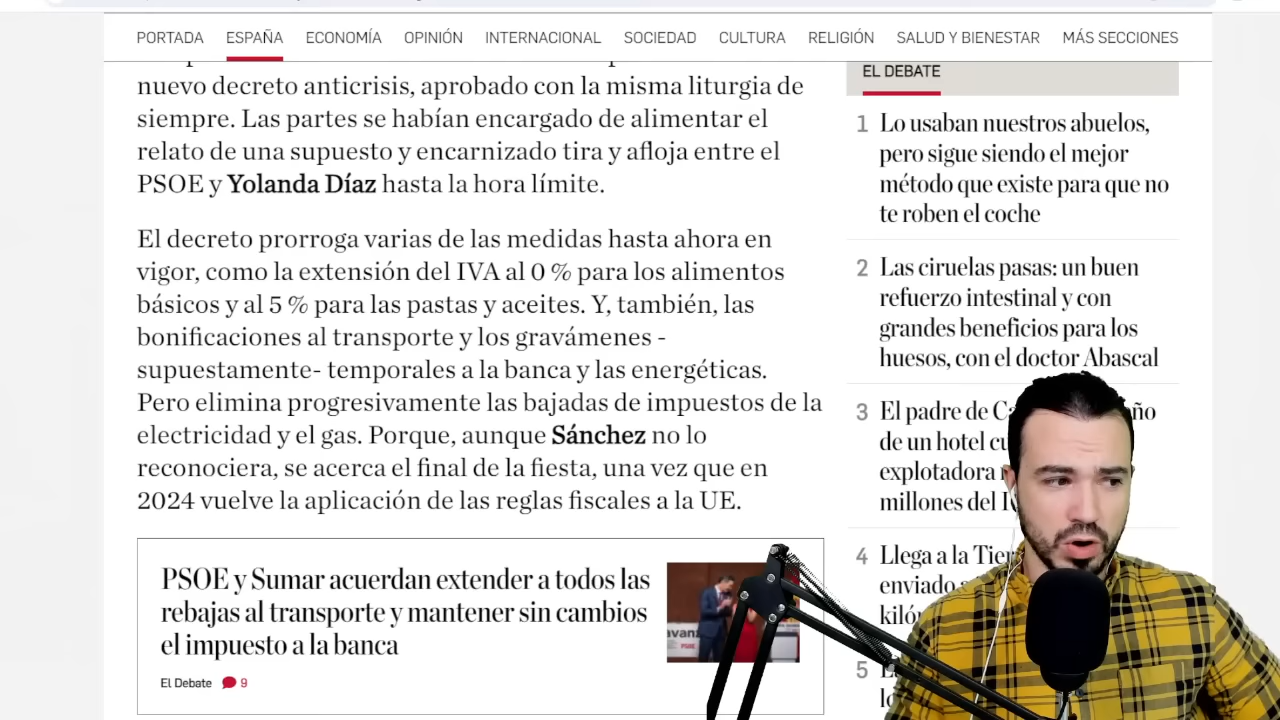 PORTADA ESPAÑA ECONOMÍA OPINIÓN INTERNACIONAL SOCIEDAD CULTURA RELIGIÓN SALUD Y BIENESTAR MÁS SECCIONES
nuevo decreto anticrisis, aprobado con la misma liturgia de
siempre. Las partes se habían encargado de alimentar el
relato de una supuesto y encarnizado tira y afloja entre el
PSOE y Yolanda Díaz hasta la hora límite.
El decreto prorroga varias de las medidas hasta ahora en
vigor, como la extensión del IVA al 0 % para los alimentos
básicos y al 5 % para las pastas y aceites. Y, también, las
bonificaciones al transporte y los gravámenes -
supuestamente- temporales a la banca y las energéticas.
Pero elimina progresivamente las bajadas de impuestos de la
electricidad y el gas. Porque, aunque Sánchez no lo
reconociera, se acerca el final de la fiesta, una vez que en
2024 vuelve la aplicación de las reglas fiscales a la UE.
PSOE y Sumar acuerdan extender a todos las
rebajas al transporte y mantener sin cambios
el impuesto a la banca
El Debate 9
EL DEBATE
1 Lo usaban nuestros abuelos,
pero sigue siendo el mejor
método que existe para que no
te roben el coche
2 Las ciruelas pasas: un buen
refuerzo intestinal y con
grandes beneficios para los
huesos, con el doctor Abascal
3 El padre de
de un hotel
explotadora
millones del
4 Llega a la
enviado
5